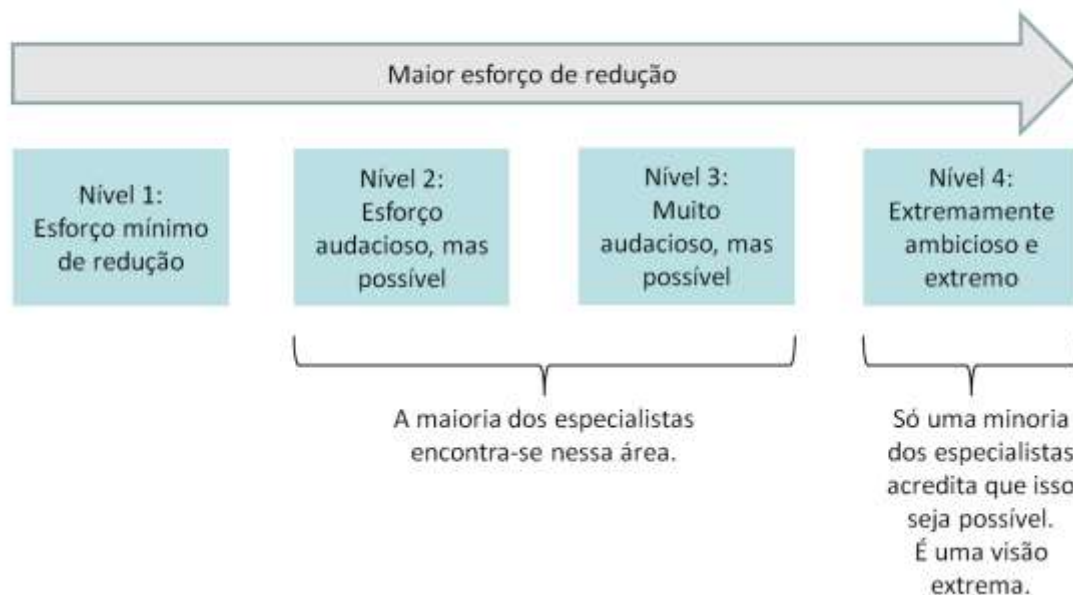 Maior esforço de redução
Nível 1:
Esforço mínimo
de redução
Nível 2:
Esforço
audacioso, mas
possível
Nível 3:
Muito
audacioso, mas
possível
Nível 4:
Extremamente
ambicioso e
extremo
A maioria dos especialistas
encontra-se nessa área.
Só uma minoria
dos especialistas
acredita que isso
seja possível.
É uma visão
extrema.